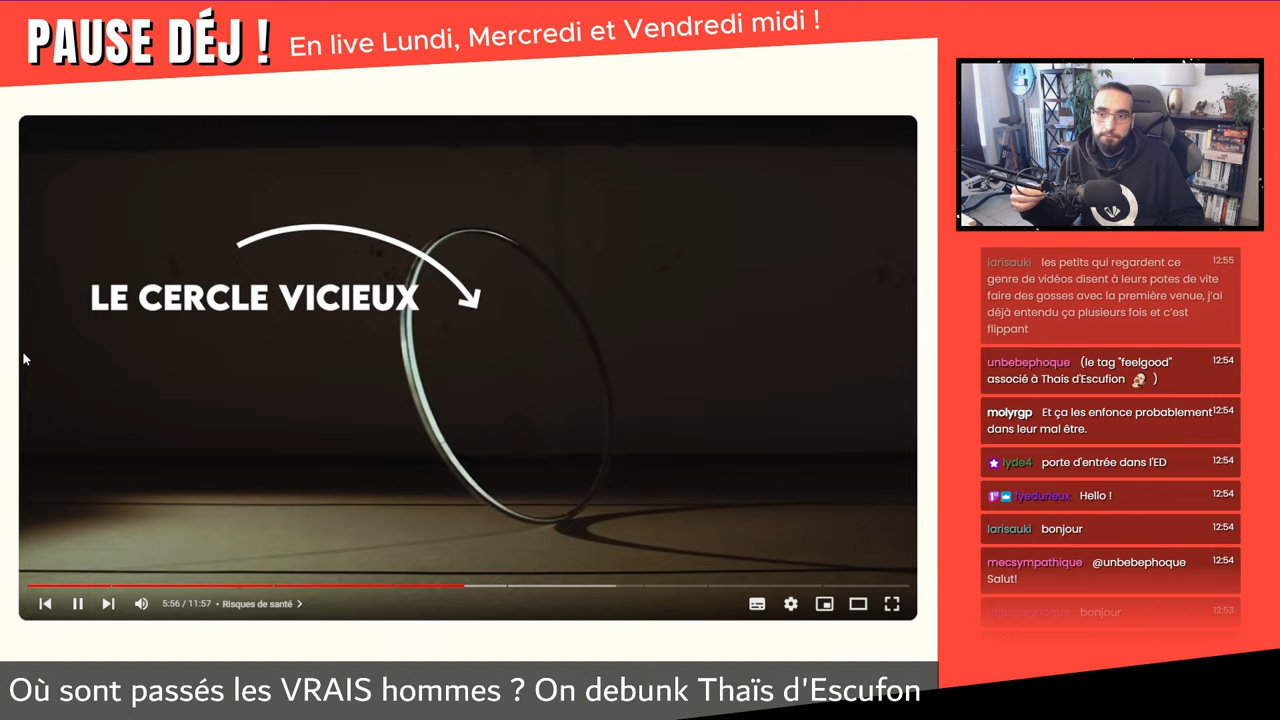 PAUSE DÉJ !
En live Lundi, Mercredi et Vendredi midi !
LE CERCLE VICIEUX
5:56 / 11:57 • Risques de santé
larisauki les petits qui regardent ce 12:55
genre de vidéos disent à leurs potes de vite
faire des gosses avec la première venue, j'ai
déjà entendu ça plusieurs fois et c'est
flippant
unbebephoque (le tag "feelgood" 12:54
associé à Thais d'Escufion )
molyrgp Et ça les enfonce probablement 12:54
dans leur mal être.
lyde4 porte d'entrée dans l'ED 12:54
fyedurieux Hello ! 12:54
larisauki bonjour 12:54
mecsympathique @unbebephoque 12:54
Salut!
unbebephoque bonjour 12:53
Où sont passés les VRAIS hommes ? On debunk Thaïs d'Escufon